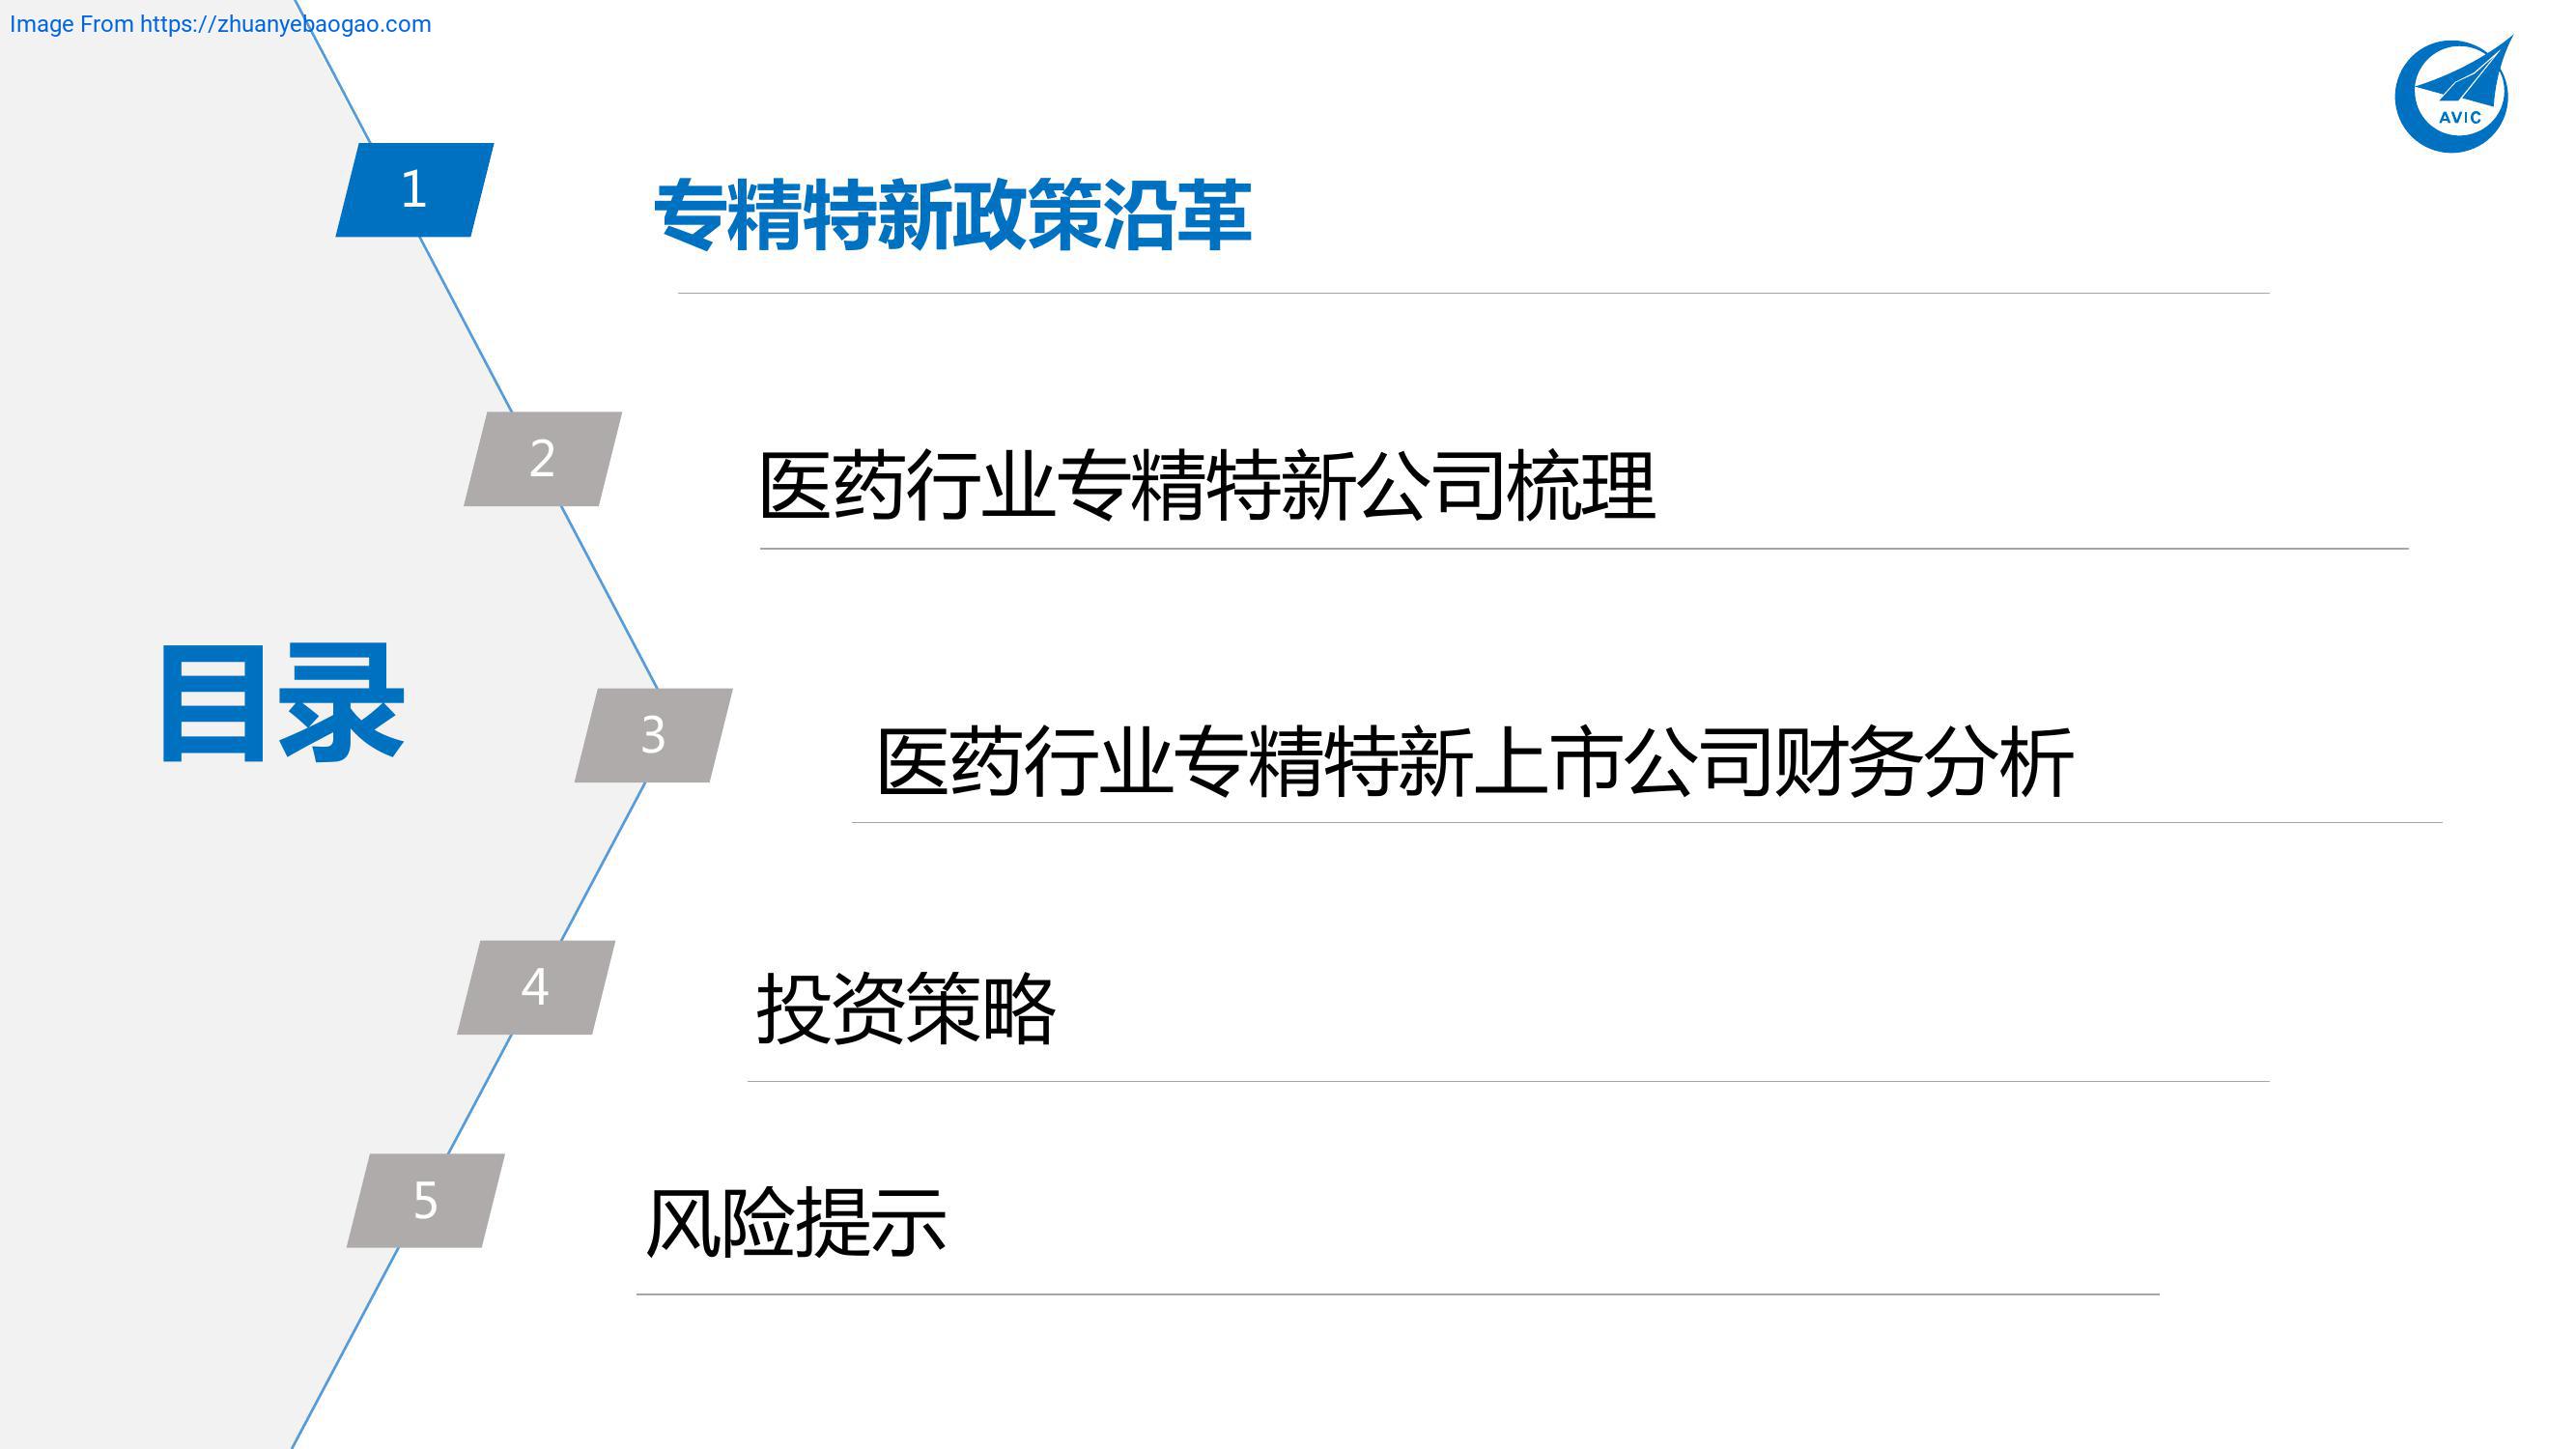 Image From https://zhuanyebaogao.com
AVIC
1
专精特新政策沿革
2
医药行业专精特新公司梳理
目录
3
医药行业专精特新上市公司财务分析
4
投资策略
5
风险提示